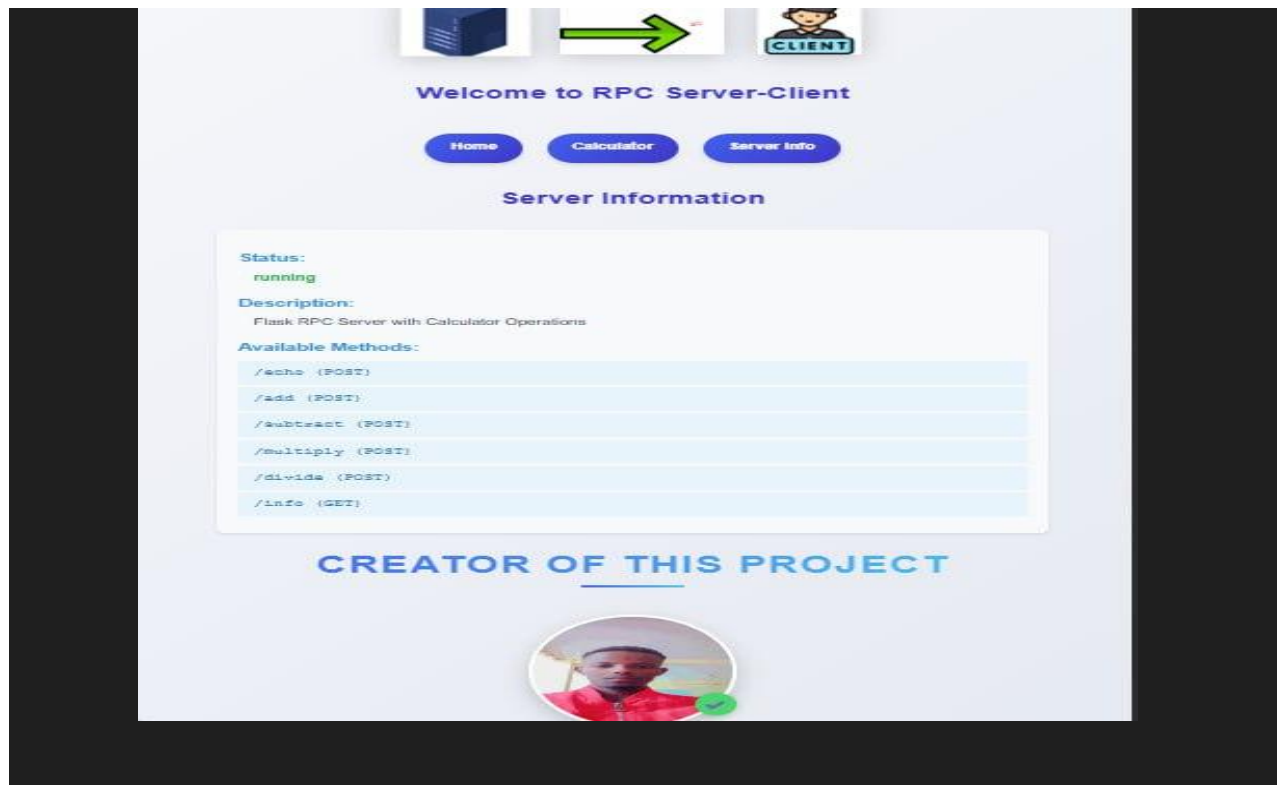 CLIENT
Welcome to RPC Server-Client
Home Calculator Server Info
Server Information
Status:
running
Description:
Flask RPC Server with Calculator Operations
Available Methods:
/echo (POST)
/add (POST)
/subtract (POST)
/multiply (POST)
/divide (POST)
/info (GET)
CREATOR OF THIS PROJECT